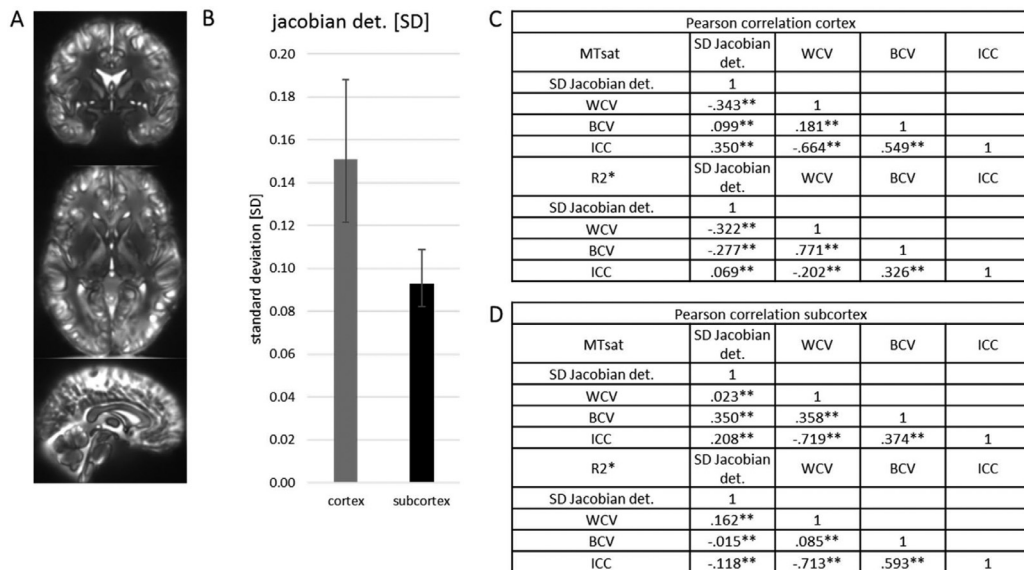 A
B
jacobian det. [SD]
standard deviation [SD]
0.20
0.18
0.16
0.14
0.12
0.10
0.08
0.06
0.04
0.02
0.00
cortex subcortex
C
Pearson correlation cortex
MTsat SD Jacobian det. WCV BCV ICC
SD Jacobian det. 1
WCV -.343** 1
BCV .099** .181** 1
ICC .350** -.664** .549** 1
R2* SD Jacobian det. WCV BCV ICC
SD Jacobian det. 1
WCV -.322** 1
BCV -.277** .771** 1
ICC .069** -.202** .326** 1
D
Pearson correlation subcortex
MTsat SD Jacobian det. WCV BCV ICC
SD Jacobian det. 1
WCV .023** 1
BCV .350** .358** 1
ICC .208** -.719** .374** 1
R2* SD Jacobian det. WCV BCV ICC
SD Jacobian det. 1
WCV .162** 1
BCV -.015** .085** 1
ICC -.118** -.713** .593** 1